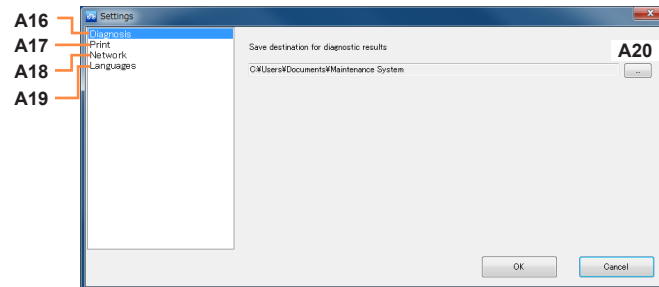 Settings
A16
Diagnosis
A17
Print
A18
Network
A19
Languages
Save destination for diagnostic results
A20
C:¥Users¥Documents¥Maintenance System
..
OK
Cancel